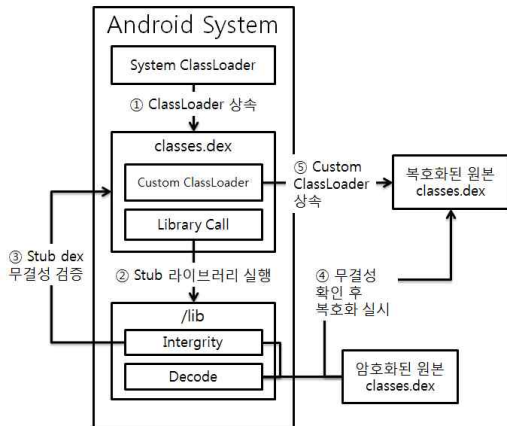 Android System
System ClassLoader
① ClassLoader 상속
classes.dex
Custom ClassLoader
Library Call
⑤ Custom
ClassLoader
상속
복호화된 원본
classes.dex
③ Stub dex
무결성 검증
② Stub 라이브러리 실행
④ 무결성
확인 후
복호화 실시
/lib
Intergrity
Decode
암호화된 원본
classes.dex